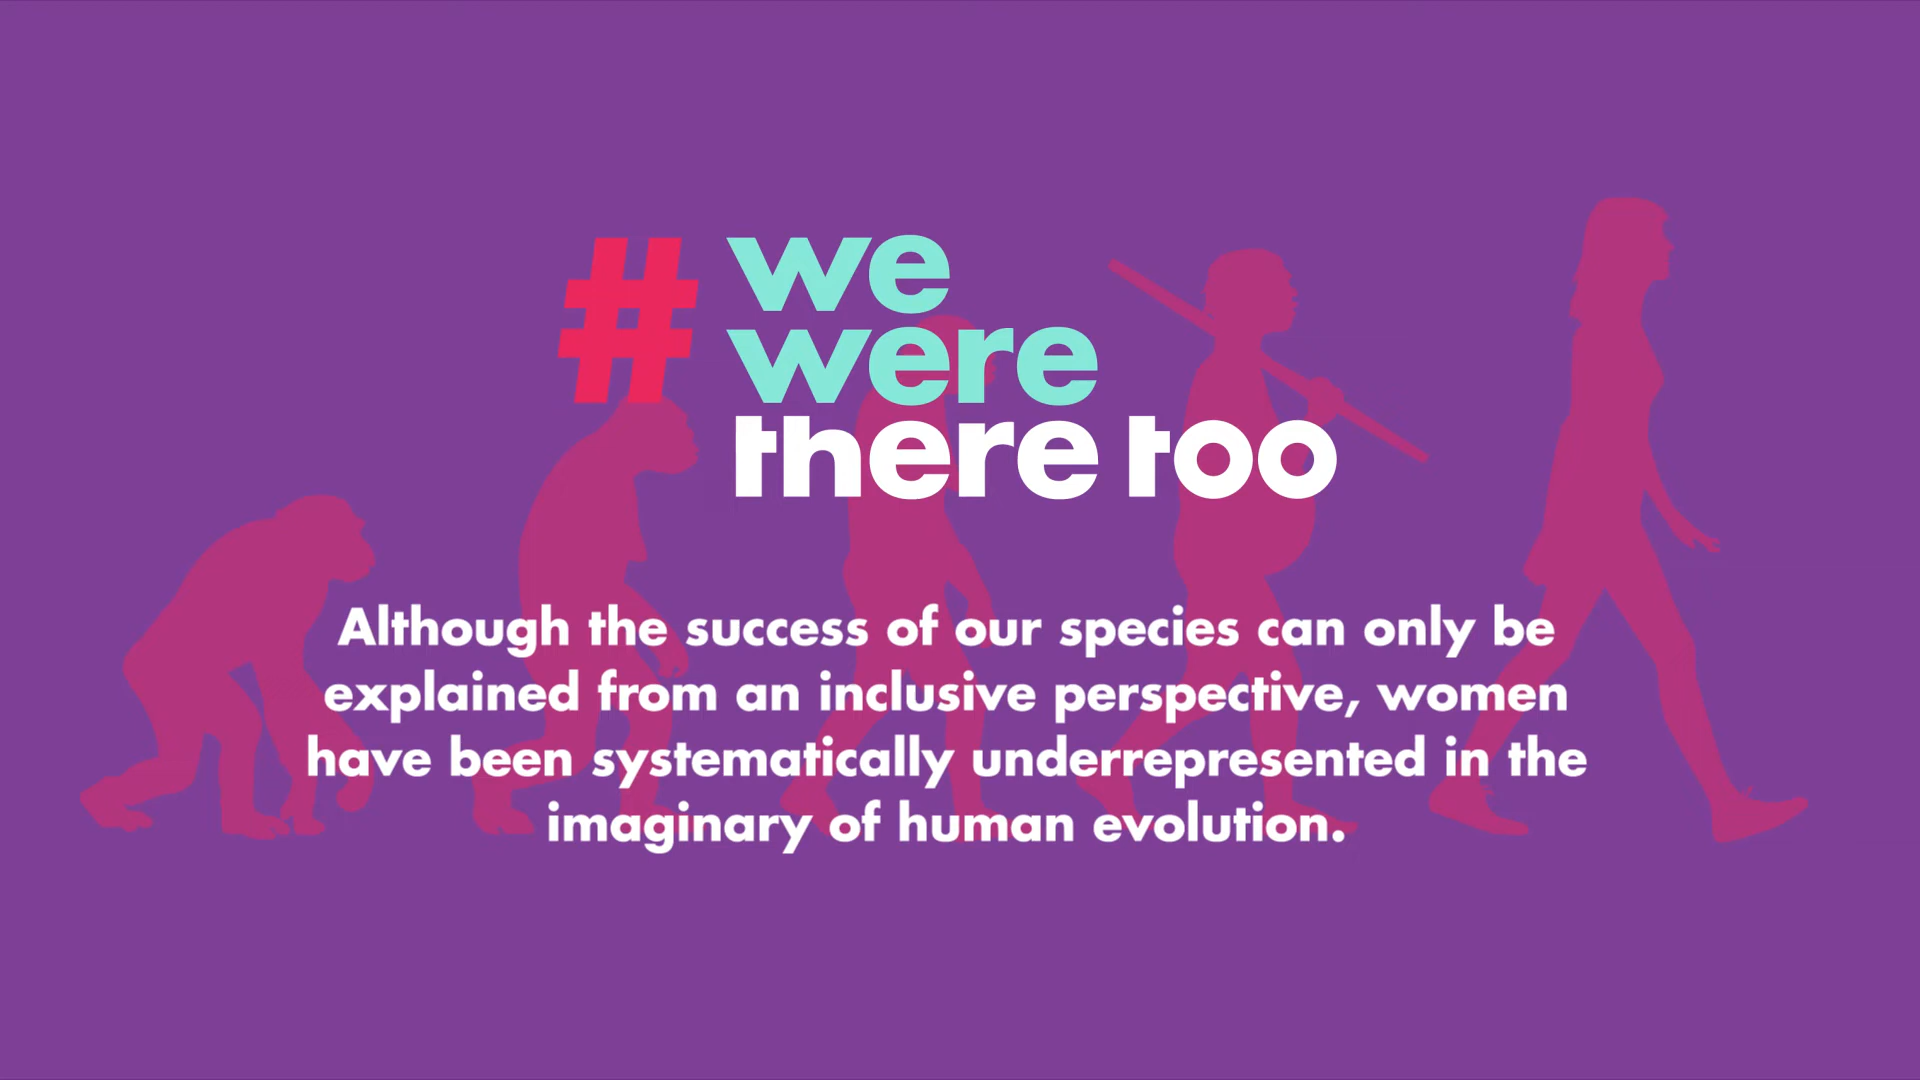 # we
were
there too
Although the success of our species can only be
explained from an inclusive perspective, women
have been systematically underrepresented in the
imaginary of human evolution.